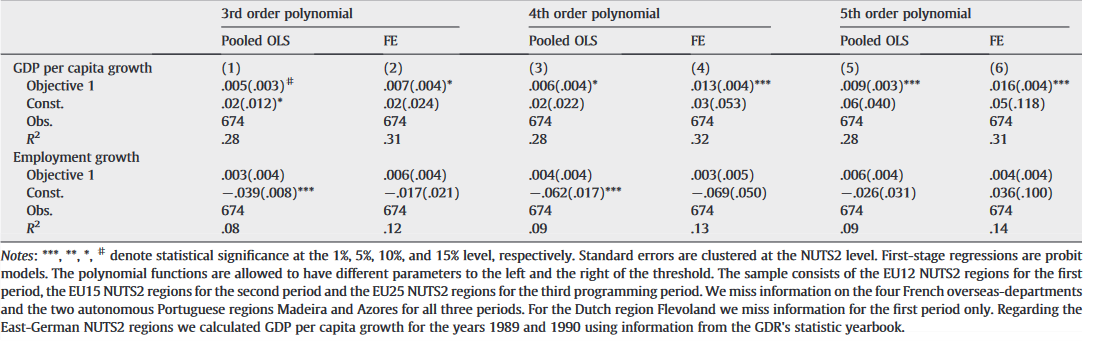 3rd order polynomial 4th order polynomial 5th order polynomial
Pooled OLS FE Pooled OLS FE Pooled OLS FE
GDP per capita growth (1) (2) (3) (4) (5) (6)
Objective 1 .005(.003)# .007(.004)* .006(.004)* .013(.004)*** .009(.003)*** .016(.004)***
Const. .02(.012)* .02(.024) .02(.022) .03(.053) .06(.040) .05(.118)
Obs. 674 674 674 674 674 674
R² .28 .31 .28 .32 .28 .31
Employment growth
Objective 1 .003(.004) .006(.004) .004(.004) .003(.005) .006(.004) .004(.004)
Const. −.039(.008)*** −.017(.021) −.062(.017)*** −.069(.050) −.026(.031) .036(.100)
Obs. 674 674 674 674 674 674
R² .08 .12 .09 .13 .09 .14
Notes: ***, **, *, # denote statistical significance at the 1%, 5%, 10%, and 15% level, respectively. Standard errors are clustered at the NUTS2 level. First-stage regressions are probit
models. The polynomial functions are allowed to have different parameters to the left and the right of the threshold. The sample consists of the EU12 NUTS2 regions for the first
period, the EU15 NUTS2 regions for the second period and the EU25 NUTS2 regions for the third programming period. We miss information on the four French overseas-departments
and the two autonomous Portuguese regions Madeira and Azores for all three periods. For the Dutch region Flevoland we miss information for the first period only. Regarding the
East-German NUTS2 regions we calculated GDP per capita growth for the years 1989 and 1990 using information from the GDR's statistic yearbook.